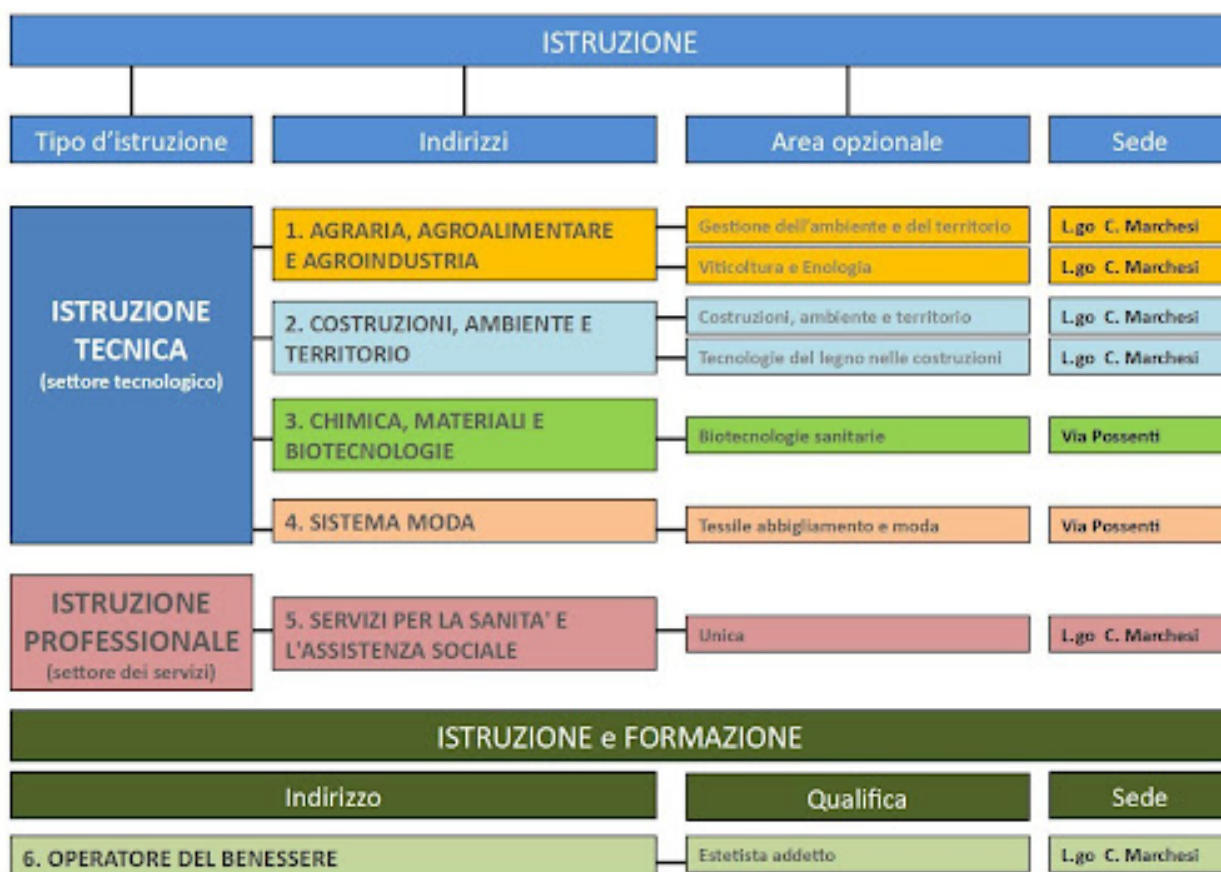 ISTRUZIONE
Tipo d'istruzione
Indirizzi
Area opzionale
Sede
ISTRUZIONE
TECNICA
(settore tecnologico)
1. AGRARIA, AGROALIMENTARE
E AGROINDUSTRIA
Gestione dell'ambiente e del territorio
L.go C. Marchesi
Viticoltura e Enologia
L.go C. Marchesi
2. COSTRUZIONI, AMBIENTE E
TERRITORIO
Costruzioni, ambiente e territorio
L.go C. Marchesi
Tecnologie del legno nelle costruzioni
L.go C. Marchesi
3. CHIMICA, MATERIALI E
BIOTECNOLOGIE
Biotecnologie sanitarie
Via Possenti
4. SISTEMA MODA
Tessile abbigliamento e moda
Via Possenti
ISTRUZIONE
PROFESSIONALE
(settore dei servizi)
5. SERVIZI PER LA SANITA' E
L'ASSISTENZA SOCIALE
Unica
L.go C. Marchesi
ISTRUZIONE e FORMAZIONE
Indirizzo
Qualifica
Sede
6. OPERATORE DEL BENESSERE
Estetista addetto
L.go C. Marchesi